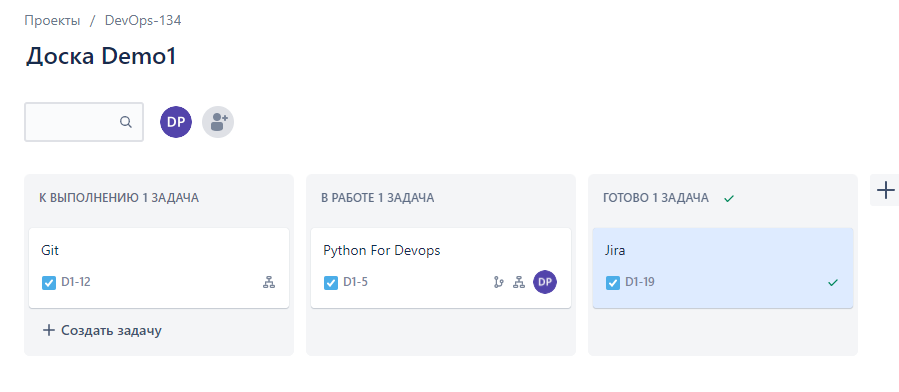 Проекты / DevOps-134
Доска Demo1
DP
К ВЫПОЛНЕНИЮ 1 ЗАДАЧА
Git
D1-12
+ Создать задачу
В РАБОТЕ 1 ЗАДАЧА
Python For Devops
D1-5
DP
ГОТОВО 1 ЗАДАЧА
Jira
D1-19